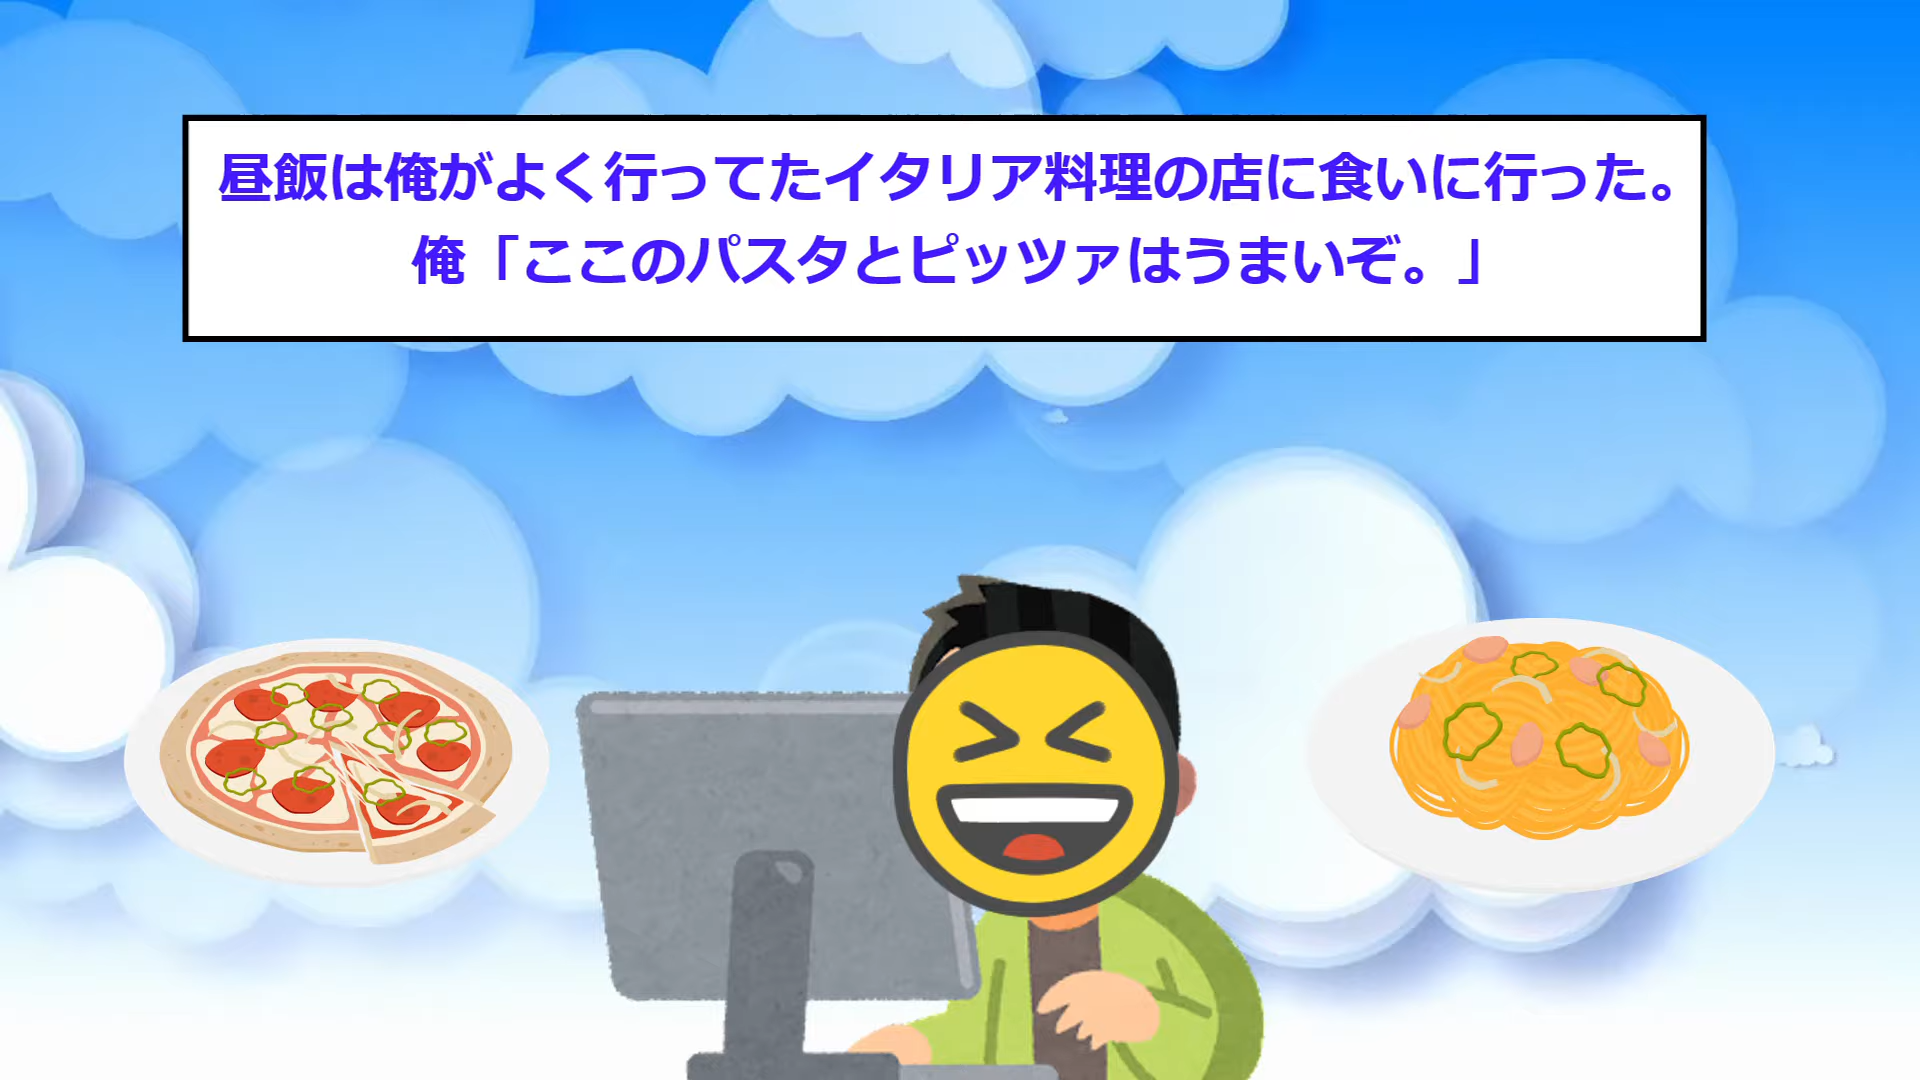 昼飯は俺がよく行ってたイタリア料理の店に食いに行った。
俺「ここのパスタとピッツァはうまいぞ。」